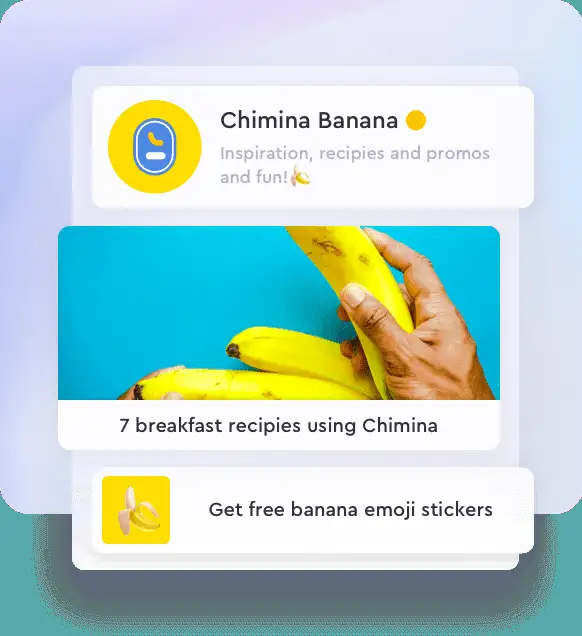 Chimina Banana
Inspiration, recipies and promos
and fun!🍌
7 breakfast recipies using Chimina
Get free banana emoji stickers